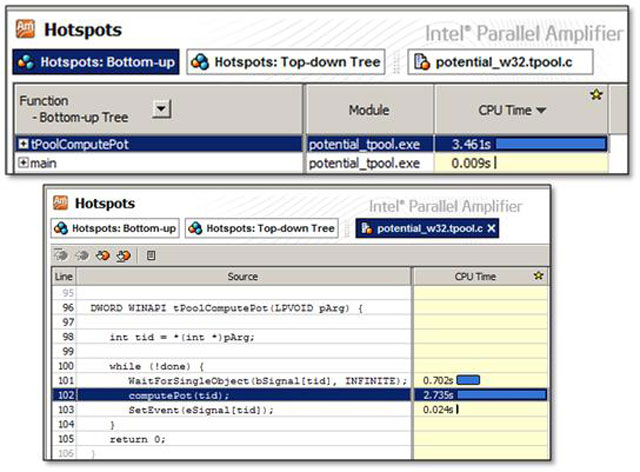 Am Hotspots
Intel® Parallel Amplifier
Hotspots: Bottom-up Hotspots: Top-down Tree potential_w32.tpool.c
Function
- Bottom-up Tree Module CPU Time
tPoolComputePot potential_tpool.exe 3.461s
main potential_tpool.exe 0.009s
Am Hotspots
Intel® Parallel Amplifier
Hotspots: Bottom-up Hotspots: Top-down Tree potential_w32.tpool.c
Line Source CPU Time
95
96 DWORD WINAPI tPoolComputePot(LPVOID pArg) {
97
98 int tid = *(int *)pArg;
99
100 while (!done) {
101 WaitForSingleObject(bSignal[tid], INFINITE); 0.702s
102 computePot(tid); 2.735s
103 SetEvent(eSignal[tid]); 0.024s
104 }
105 return 0;
106 }